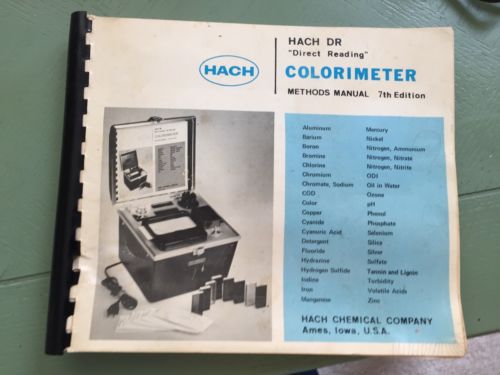 HACH
HACH DR
"Direct Reading"
COLORIMETER
METHODS MANUAL 7th Edition
COLORIMETER
Aluminum
Barium
Boron
Bromine
Chlorine
Chromium
Chromate, Sodium
COD
Color
Copper
Cyanide
Cyanuric Acid
Detergent
Fluoride
Hydrazine
Hydrogen Sulfide
Iodine
Iron
Manganese
Mercury
Nickel
Nitrogen, Ammonium
Nitrogen, Nitrate
Nitrogen, Nitrite
ODI
Oil in Water
Ozone
pH
Phenol
Phosphate
Selenium
Silica
Silver
Sulfate
Tannin and Lignin
Turbidity
Volatile Acids
Zinc
HACH CHEMICAL COMPANY
Ames, Iowa, U.S.A.